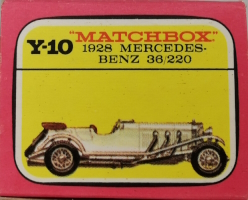 "MATCHBOX"
Y-10 1928 MERCEDES-
BENZ 36/220